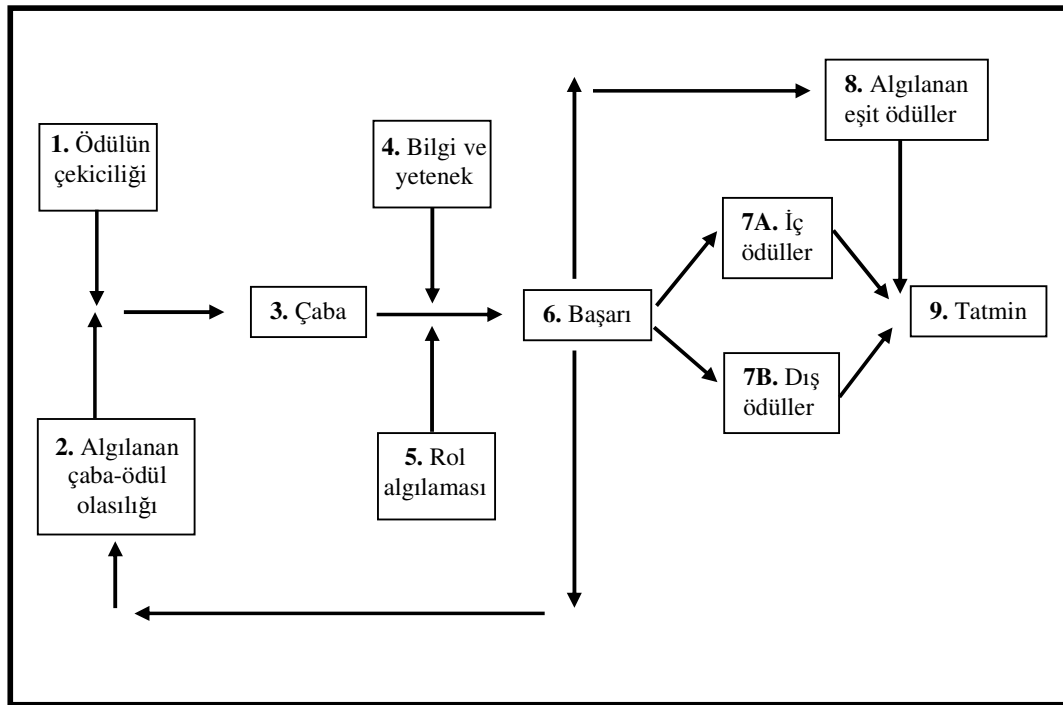 1. Ödülün
çekiciliği
2. Algılanan
çaba-ödül
olasılığı
3. Çaba
4. Bilgi ve
yetenek
5. Rol
algılaması
6. Başarı
7A. İç
ödüller
7B. Dış
ödüller
8. Algılanan
eşit ödüller
9. Tatmin